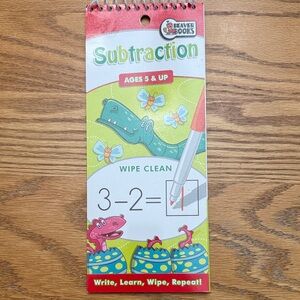 BEAVER
BOOKS
Subtraction
AGES 5 & UP
WIPE CLEAN
3-2=1
Write, Learn, Wipe, Repeat!